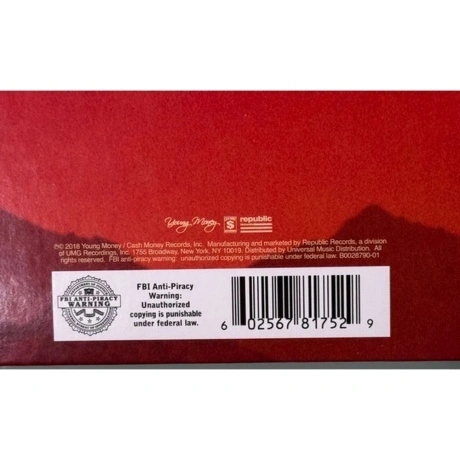 Young Money
republic
℗© 2018 Young Money / Cash Money Records, Inc. Manufacturing and marketed by Republic Records, a division
of UMG Recordings, Inc. 1755 Broadway, New York, NY 10019. Distributed by Universal Music Distribution. All
rights reserved. FBI anti-piracy warning: unauthorized copying is punishable under federal law. B0028790-01
FBI ANTI-PIRACY
WARNING
FBI Anti-Piracy
Warning:
Unauthorized
copying is punishable
under federal law.
6 02567 81752 9